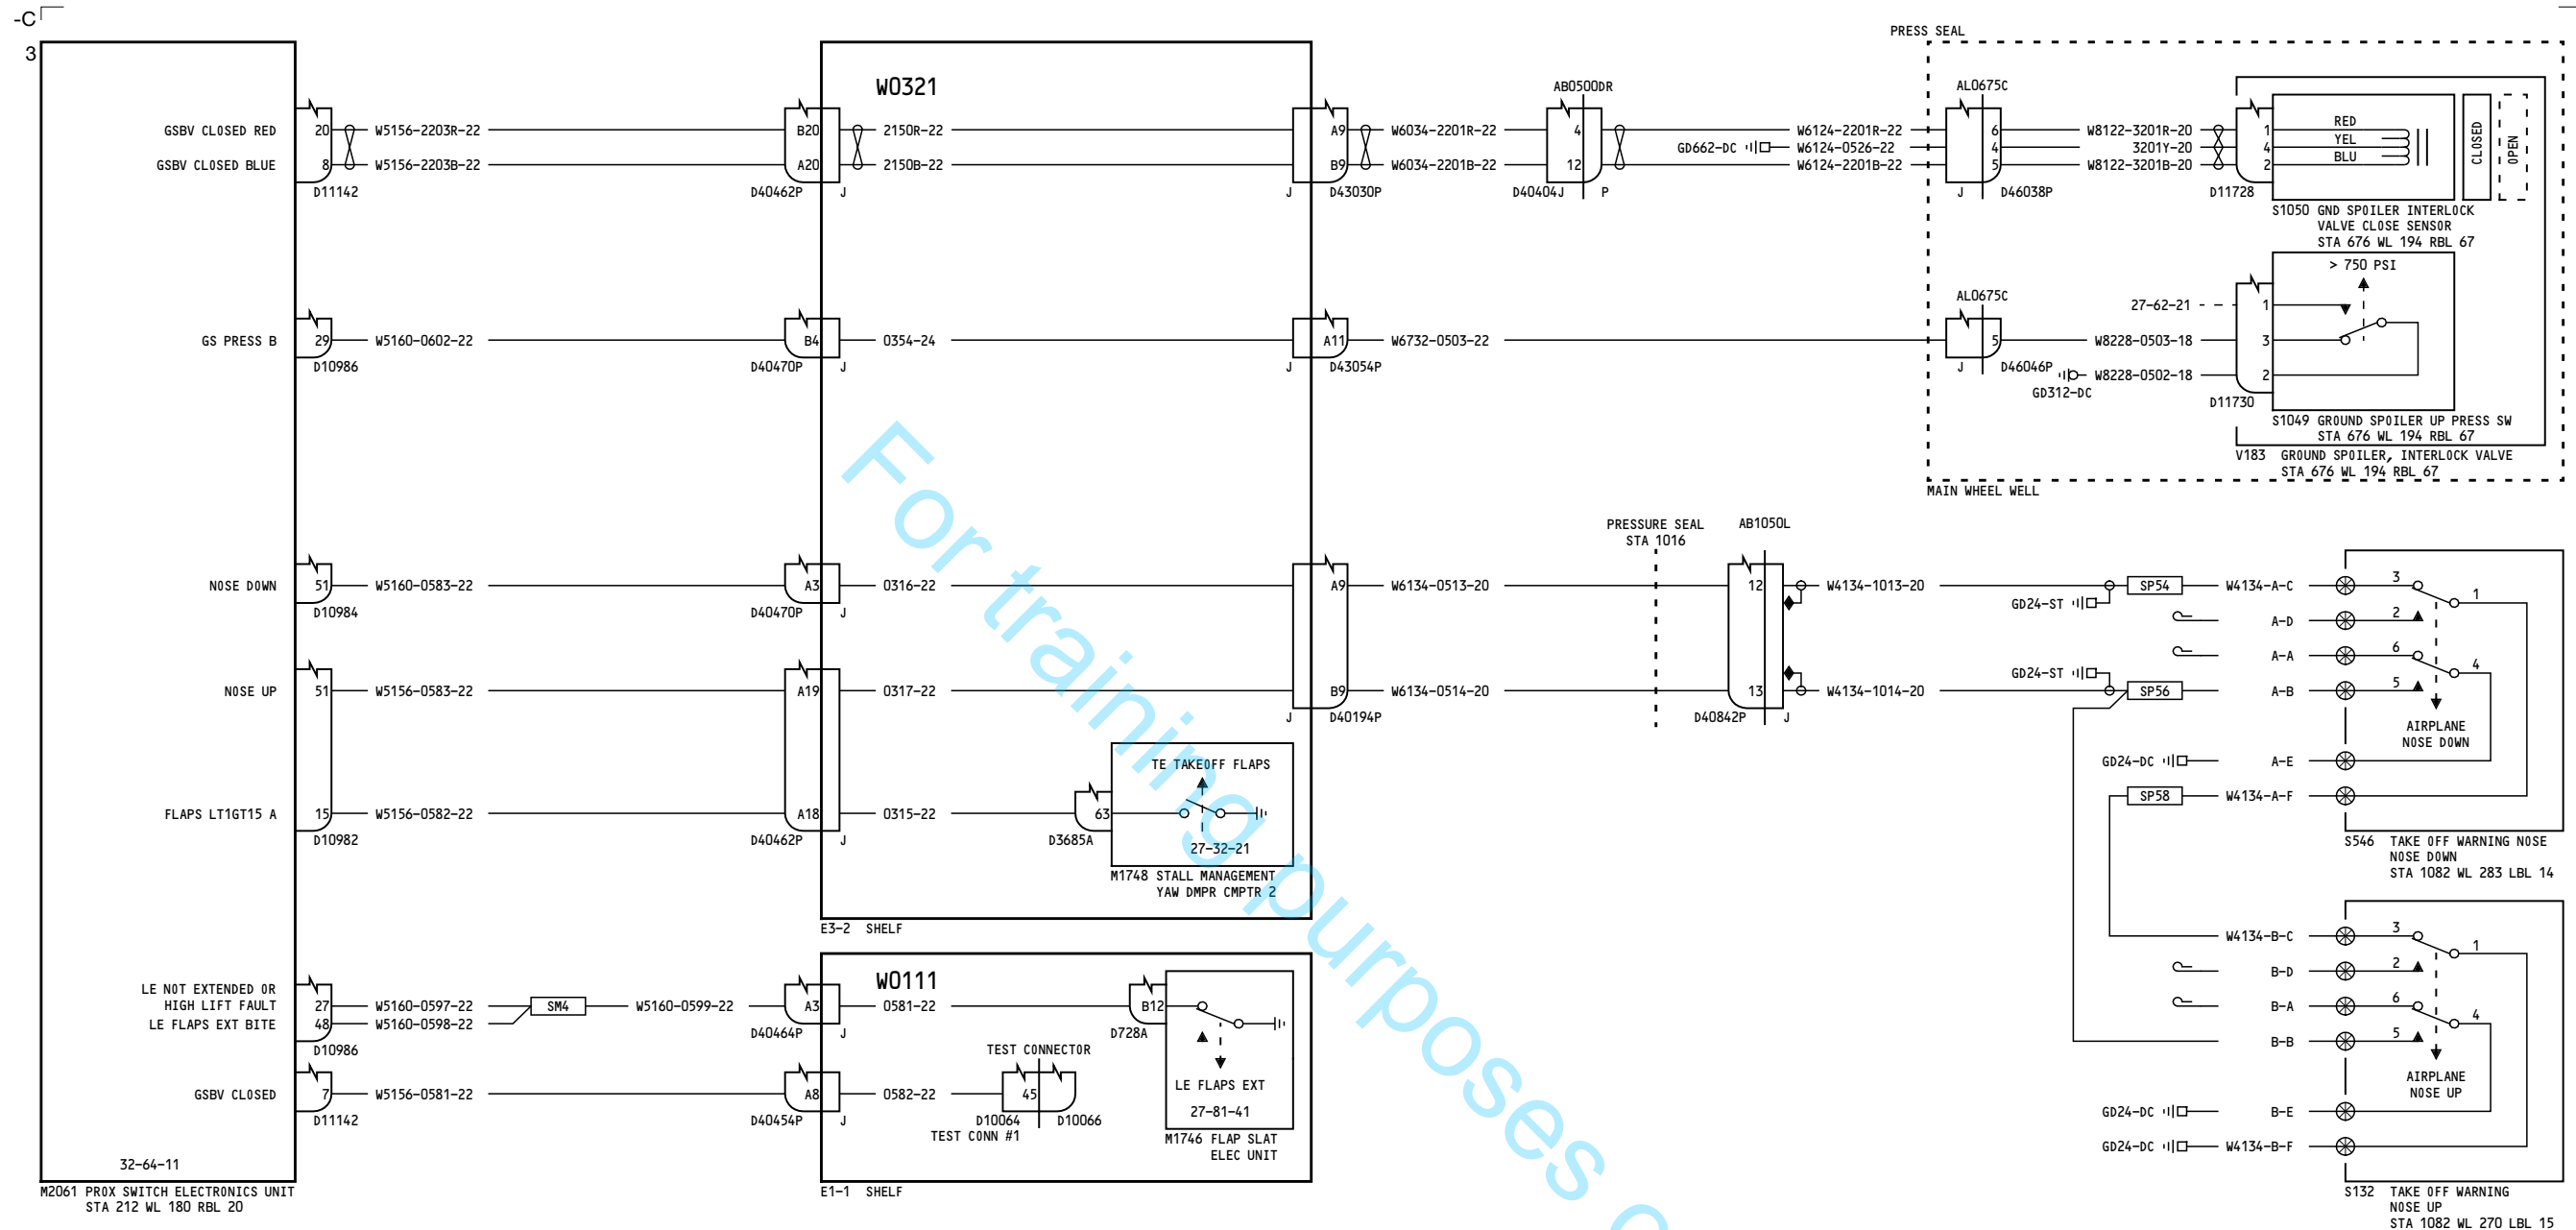 -C
3
GSBV CLOSED RED
20
W5156-2203R-22
GSBV CLOSED BLUE
8
W5156-2203B-22
D11142
GS PRESS B
29
W5160-0602-22
D10986
NOSE DOWN
51
W5160-0583-22
D10984
NOSE UP
51
W5156-0583-22
FLAPS LT1GT15 A
15
W5156-0582-22
D10982
LE NOT EXTENDED OR
HIGH LIFT FAULT
27
W5160-0597-22
SM4
W5160-0599-22
LE FLAPS EXT BITE
48
W5160-0598-22
D10986
GSBV CLOSED
7
W5156-0581-22
D11142
32-64-11
M2061 PROX SWITCH ELECTRONICS UNIT
STA 212 WL 180 RBL 20
W0321
B20
2150R-22
A20
2150B-22
D40462P
J
B4
0354-24
D40470P
J
A3
0316-22
D40470P
J
A19
0317-22
A18
0315-22
D40462P
J
TE TAKEOFF FLAPS
63
D3685A
27-32-21
M1748 STALL MANAGEMENT
YAW DMPR CMPTR 2
E3-2 SHELF
W0111
A3
0581-22
D40464P
J
B12
D728A
TEST CONNECTOR
A8
0582-22
45
D40454P
J
D10064
D10066
TEST CONN #1
LE FLAPS EXT
27-81-41
M1746 FLAP SLAT
ELEC UNIT
E1-1 SHELF
A9
W6034-2201R-22
B9
W6034-2201B-22
J
D43030P
AB0500DR
4
12
D40404J
P
GD662-DC
W6124-2201R-22
W6124-0526-22
W6124-2201B-22
A11
W6732-0503-22
J
D43054P
A9
W6134-0513-20
B9
W6134-0514-20
J
D40194P
PRESS SEAL
AL0675C
6
4
5
J
D46038P
W8122-3201R-20
3201Y-20
W8122-3201B-20
1
4
2
D11728
RED
YEL
BLU
CLOSED
OPEN
S1050 GND SPOILER INTERLOCK
VALVE CLOSE SENSOR
STA 676 WL 194 RBL 67
AL0675C
5
J
D46046P
27-62-21
W8228-0503-18
W8228-0502-18
GD312-DC
1
3
2
D11730
> 750 PSI
S1049 GROUND SPOILER UP PRESS SW
STA 676 WL 194 RBL 67
V183 GROUND SPOILER, INTERLOCK VALVE
STA 676 WL 194 RBL 67
MAIN WHEEL WELL
PRESSURE SEAL
STA 1016
AB1050L
12
13
D40842P
J
W4134-1013-20
GD24-ST
SP54
W4134-A-C
A-D
A-A
GD24-ST
W4134-1014-20
SP56
A-B
GD24-DC
A-E
SP58
W4134-A-F
3
2
6
5
1
4
AIRPLANE
NOSE DOWN
S546 TAKE OFF WARNING NOSE
NOSE DOWN
STA 1082 WL 283 LBL 14
W4134-B-C
B-D
B-A
B-B
GD24-DC
B-E
GD24-DC
W4134-B-F
3
2
6
5
1
4
AIRPLANE
NOSE UP
S132 TAKE OFF WARNING
NOSE UP
STA 1082 WL 270 LBL 15
For training purposes